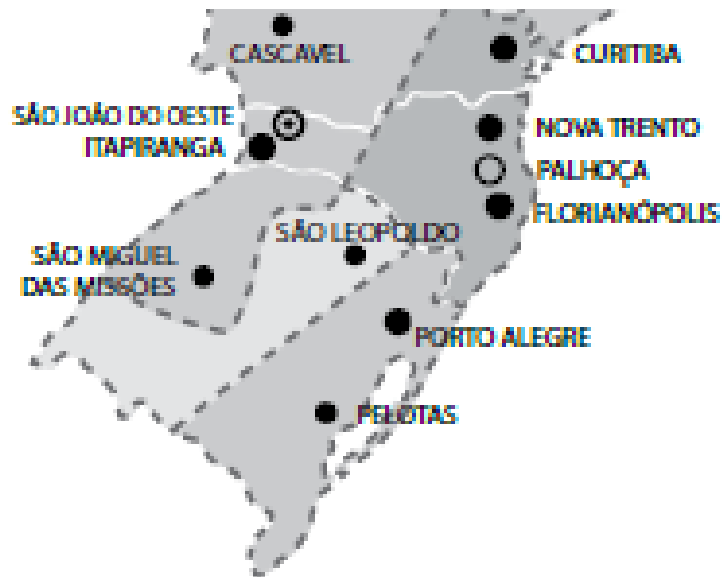 CASCAVEL
CURITIBA
SÃO JOÃO DO OESTE
ITAPIRANGA
NOVA TRENTO
PALHOÇA
FLORIANÓPOLIS
SÃO LEOPOLDO
SÃO MIGUEL
DAS MISSÕES
PORTO ALEGRE
PELOTAS